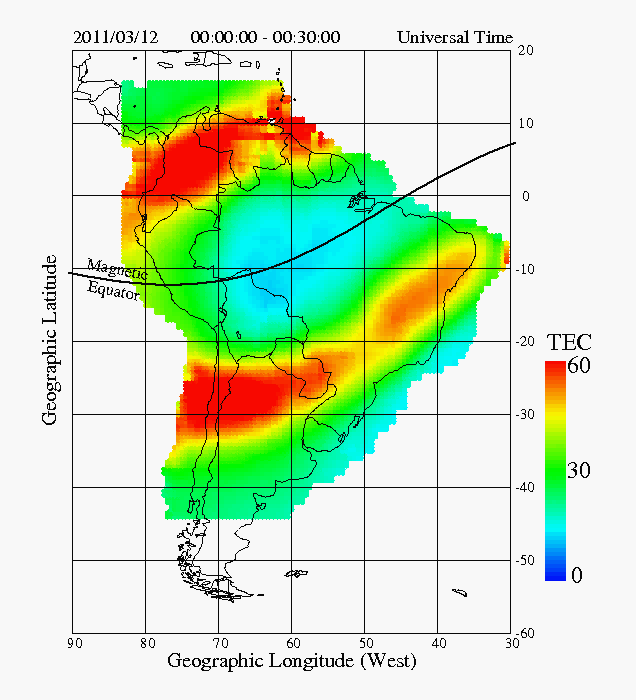 2011/03/12 00:00:00 - 00:30:00 Universal Time
20
10
0
-10
-20
-30
-40
-50
-60
Geographic Latitude
Magnetic
Equator
TEC
60
30
0
90 80 70 60 50 40 30
Geographic Longitude (West)